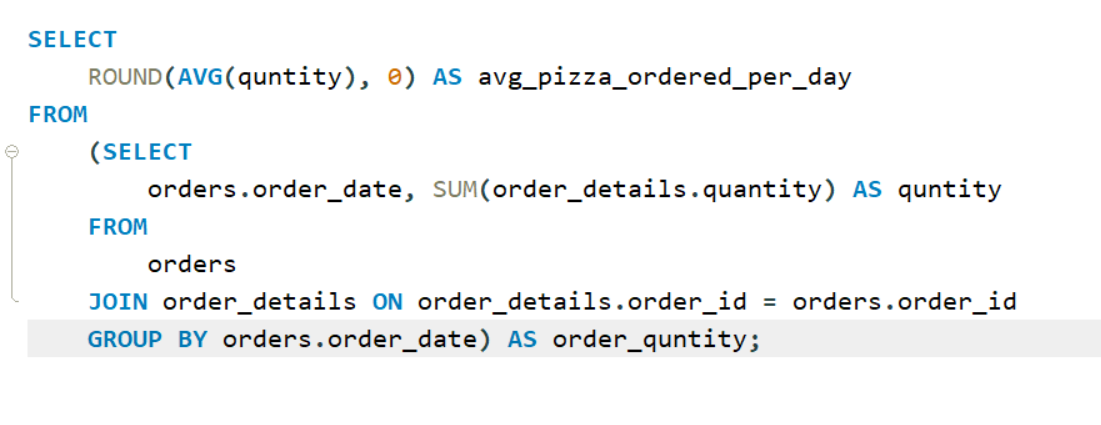 SELECT
ROUND(AVG(quntity), 0) AS avg_pizza_ordered_per_day
FROM
(SELECT
orders.order_date, SUM(order_details.quantity) AS quntity
FROM
orders
JOIN order_details ON order_details.order_id = orders.order_id
GROUP BY orders.order_date) AS order_quntity;